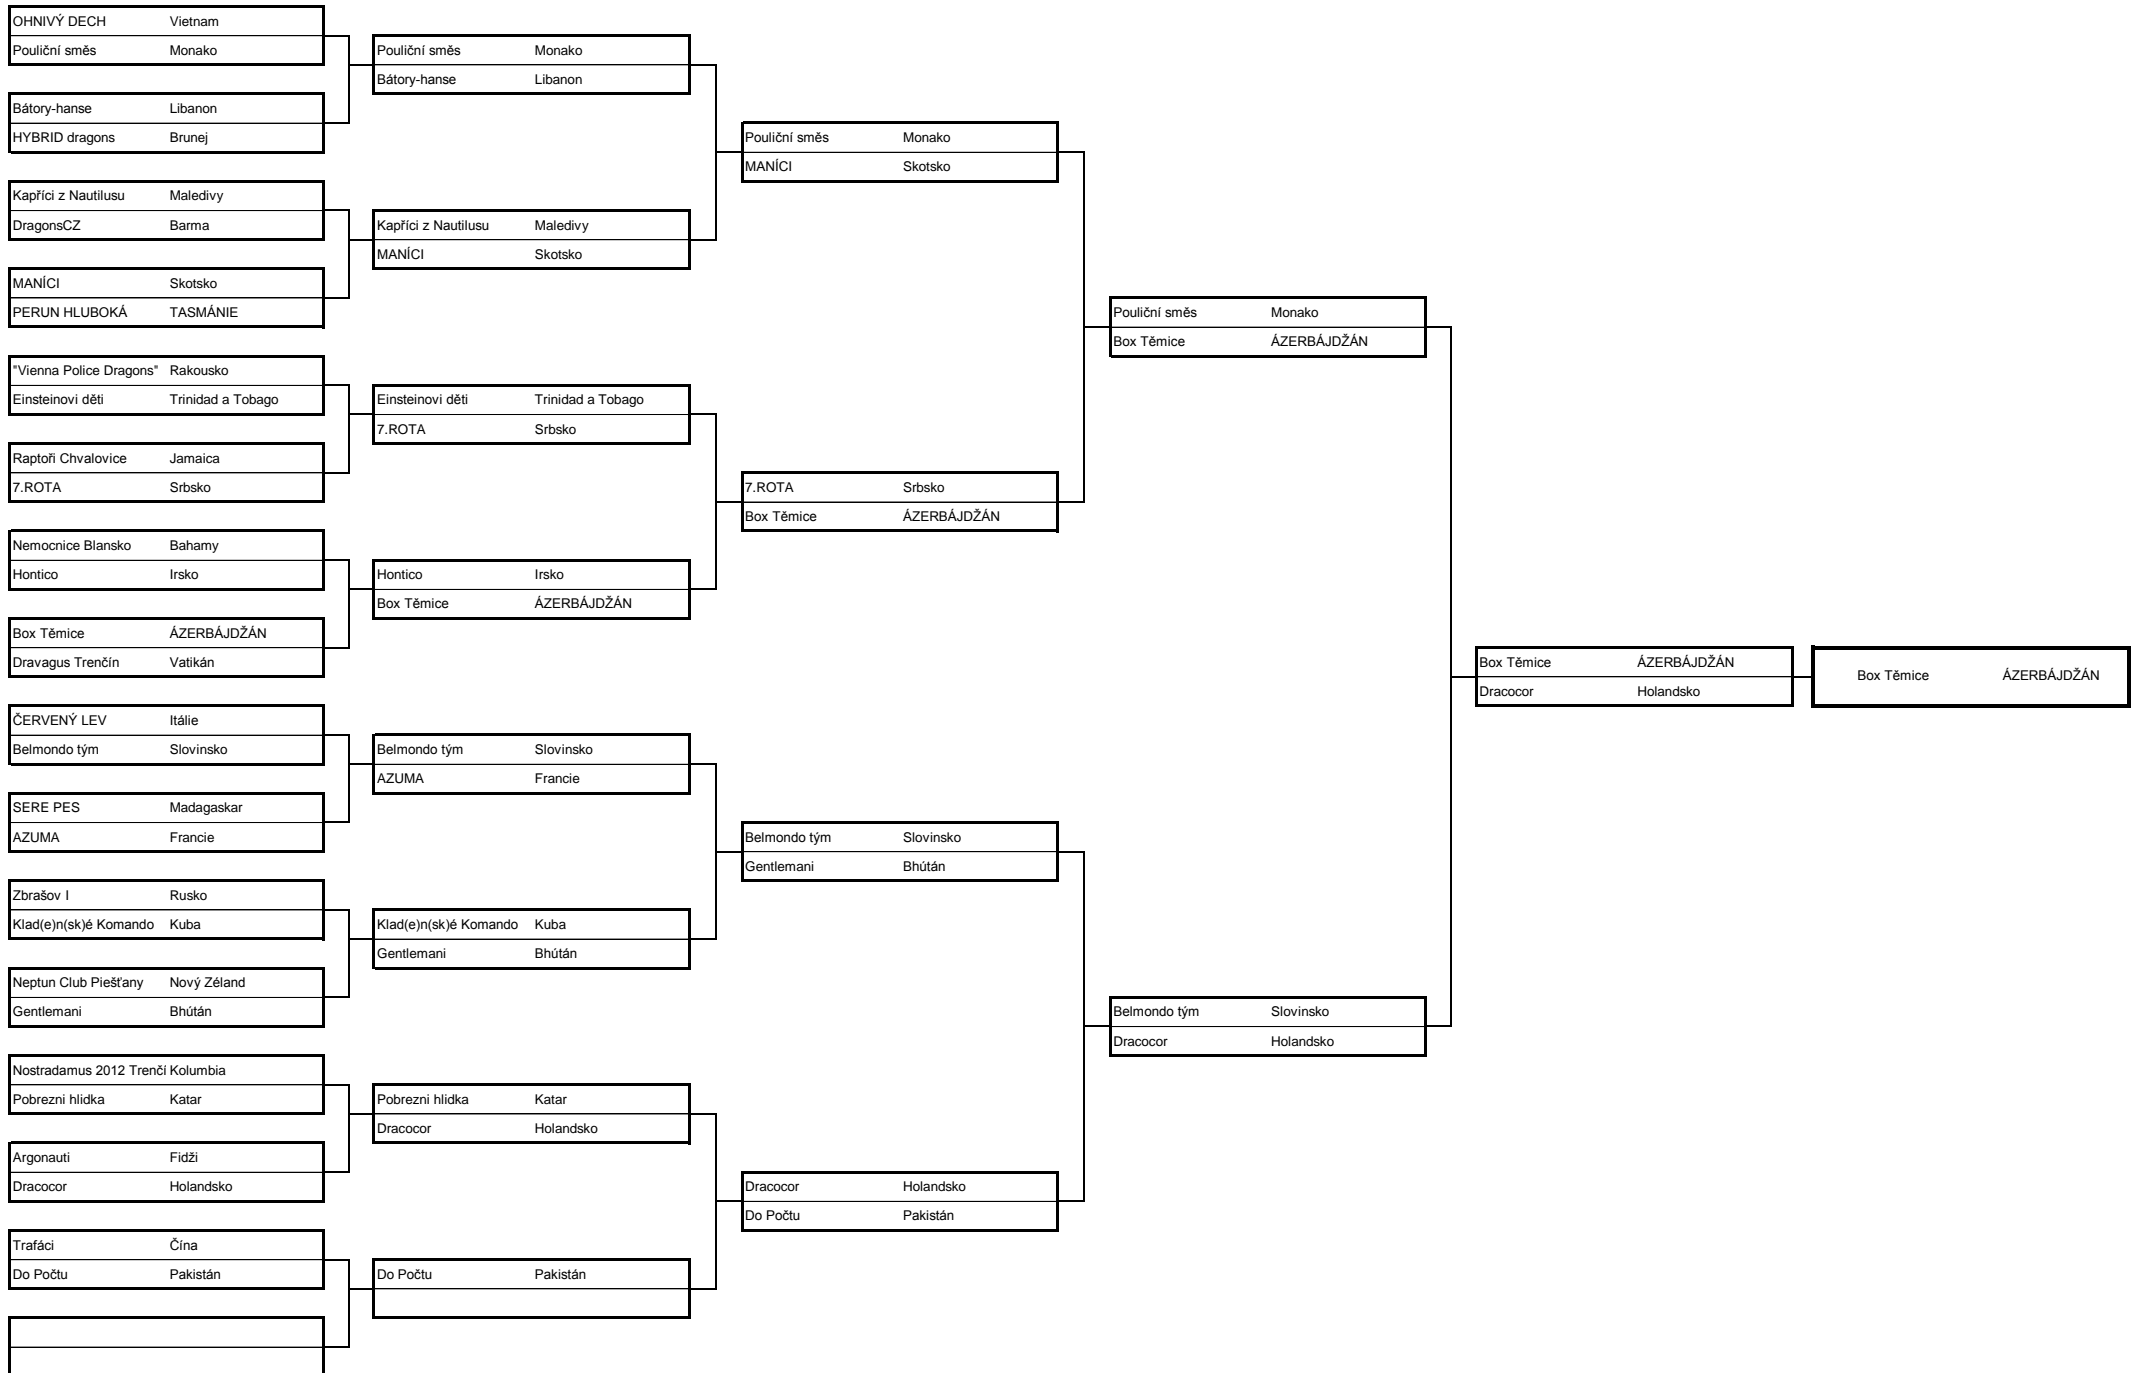 OHNIVÝ DECH Vietnam
Pouliční směs Monako
Pouliční směs Monako
Bátory-hanse Libanon
Bátory-hanse Libanon
HYBRID dragons Brunej
Pouliční směs Monako
MANÍCI Skotsko
Kapříci z Nautilusu Maledivy
DragonsCZ Barma
Kapříci z Nautilusu Maledivy
MANÍCI Skotsko
MANÍCI Skotsko
PERUN HLUBOKÁ TASMÁNIE
Pouliční směs Monako
Box Těmice ÁZERBÁJDŽÁN
"Vienna Police Dragons" Rakousko
Einsteinovi děti Trinidad a Tobago
Einsteinovi děti Trinidad a Tobago
7.ROTA Srbsko
Raptoři Chvalovice Jamaica
7.ROTA Srbsko
7.ROTA Srbsko
Box Těmice ÁZERBÁJDŽÁN
Nemocnice Blansko Bahamy
Hontico Irsko
Hontico Irsko
Box Těmice ÁZERBÁJDŽÁN
Box Těmice ÁZERBÁJDŽÁN
Dravagus Trenčín Vatikán
Box Těmice ÁZERBÁJDŽÁN
Dracocor Holandsko
Box Těmice ÁZERBÁJDŽÁN
ČERVENÝ LEV Itálie
Belmondo tým Slovinsko
Belmondo tým Slovinsko
AZUMA Francie
SERE PES Madagaskar
AZUMA Francie
Belmondo tým Slovinsko
Gentlemani Bhútán
Zbrašov I Rusko
Klad(e)n(sk)é Komando Kuba
Klad(e)n(sk)é Komando Kuba
Gentlemani Bhútán
Neptun Club Piešťany Nový Zéland
Gentlemani Bhútán
Belmondo tým Slovinsko
Dracocor Holandsko
Nostradamus 2012 Trenčí Kolumbia
Pobrezni hlidka Katar
Pobrezni hlidka Katar
Dracocor Holandsko
Argonauti Fidži
Dracocor Holandsko
Dracocor Holandsko
Do Počtu Pakistán
Trafáci Čína
Do Počtu Pakistán
Do Počtu Pakistán